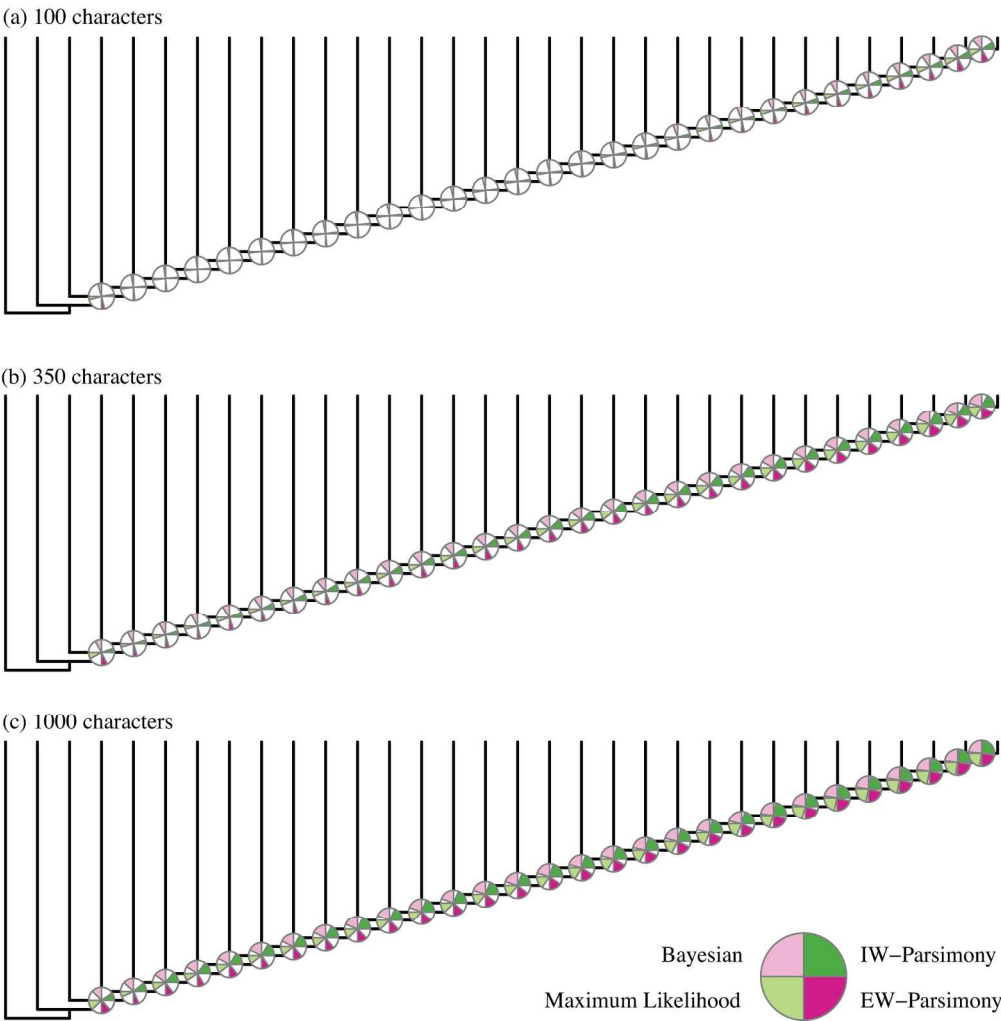 (a) 100 characters
(b) 350 characters
(c) 1000 characters
Bayesian IW–Parsimony
Maximum Likelihood EW–Parsimony